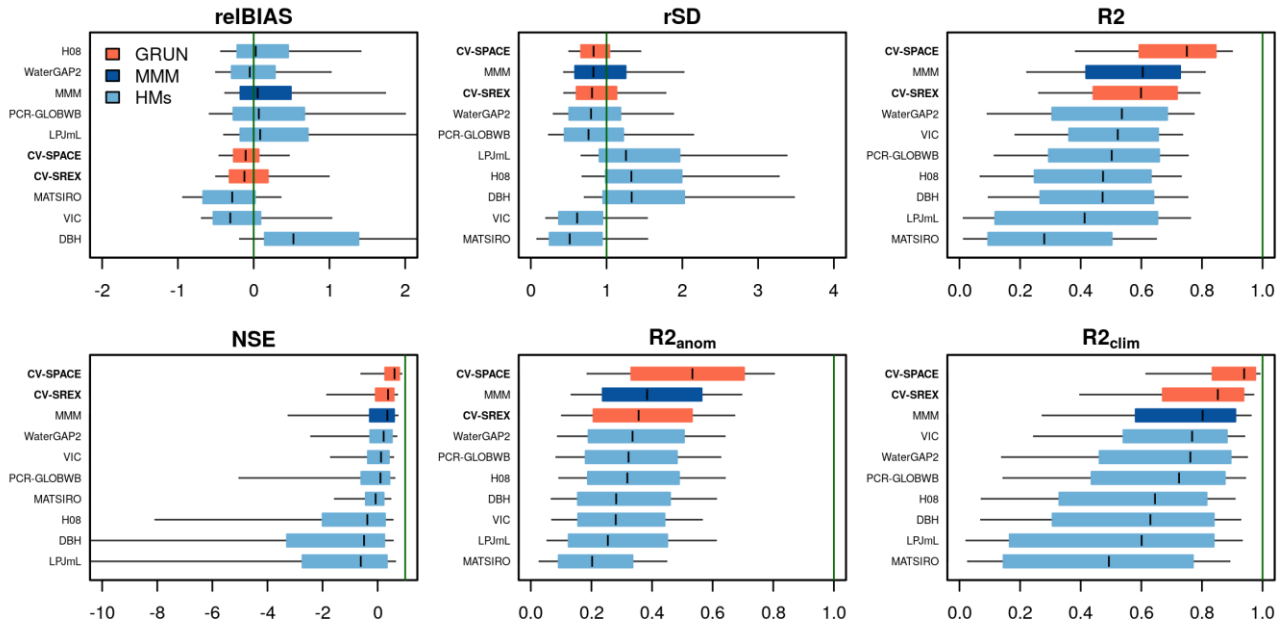 relBIAS
H08
WaterGAP2
MMM
PCR-GLOBWB
LPJmL
CV-SPACE
CV-SREX
MATSIRO
VIC
DBH
GRUN
MMM
HMs
-2 -1 0 1 2
rSD
CV-SPACE
MMM
CV-SREX
WaterGAP2
PCR-GLOBWB
LPJmL
H08
DBH
VIC
MATSIRO
0 1 2 3 4
R2
CV-SPACE
MMM
CV-SREX
WaterGAP2
VIC
PCR-GLOBWB
H08
DBH
LPJmL
MATSIRO
0.0 0.2 0.4 0.6 0.8 1.0
NSE
CV-SPACE
CV-SREX
MMM
WaterGAP2
VIC
PCR-GLOBWB
MATSIRO
H08
DBH
LPJmL
-10 -8 -6 -4 -2 0
R2anom
CV-SPACE
MMM
CV-SREX
WaterGAP2
PCR-GLOBWB
H08
DBH
VIC
LPJmL
MATSIRO
0.0 0.2 0.4 0.6 0.8 1.0
R2clim
CV-SPACE
CV-SREX
MMM
VIC
WaterGAP2
PCR-GLOBWB
H08
DBH
LPJmL
MATSIRO
0.0 0.2 0.4 0.6 0.8 1.0